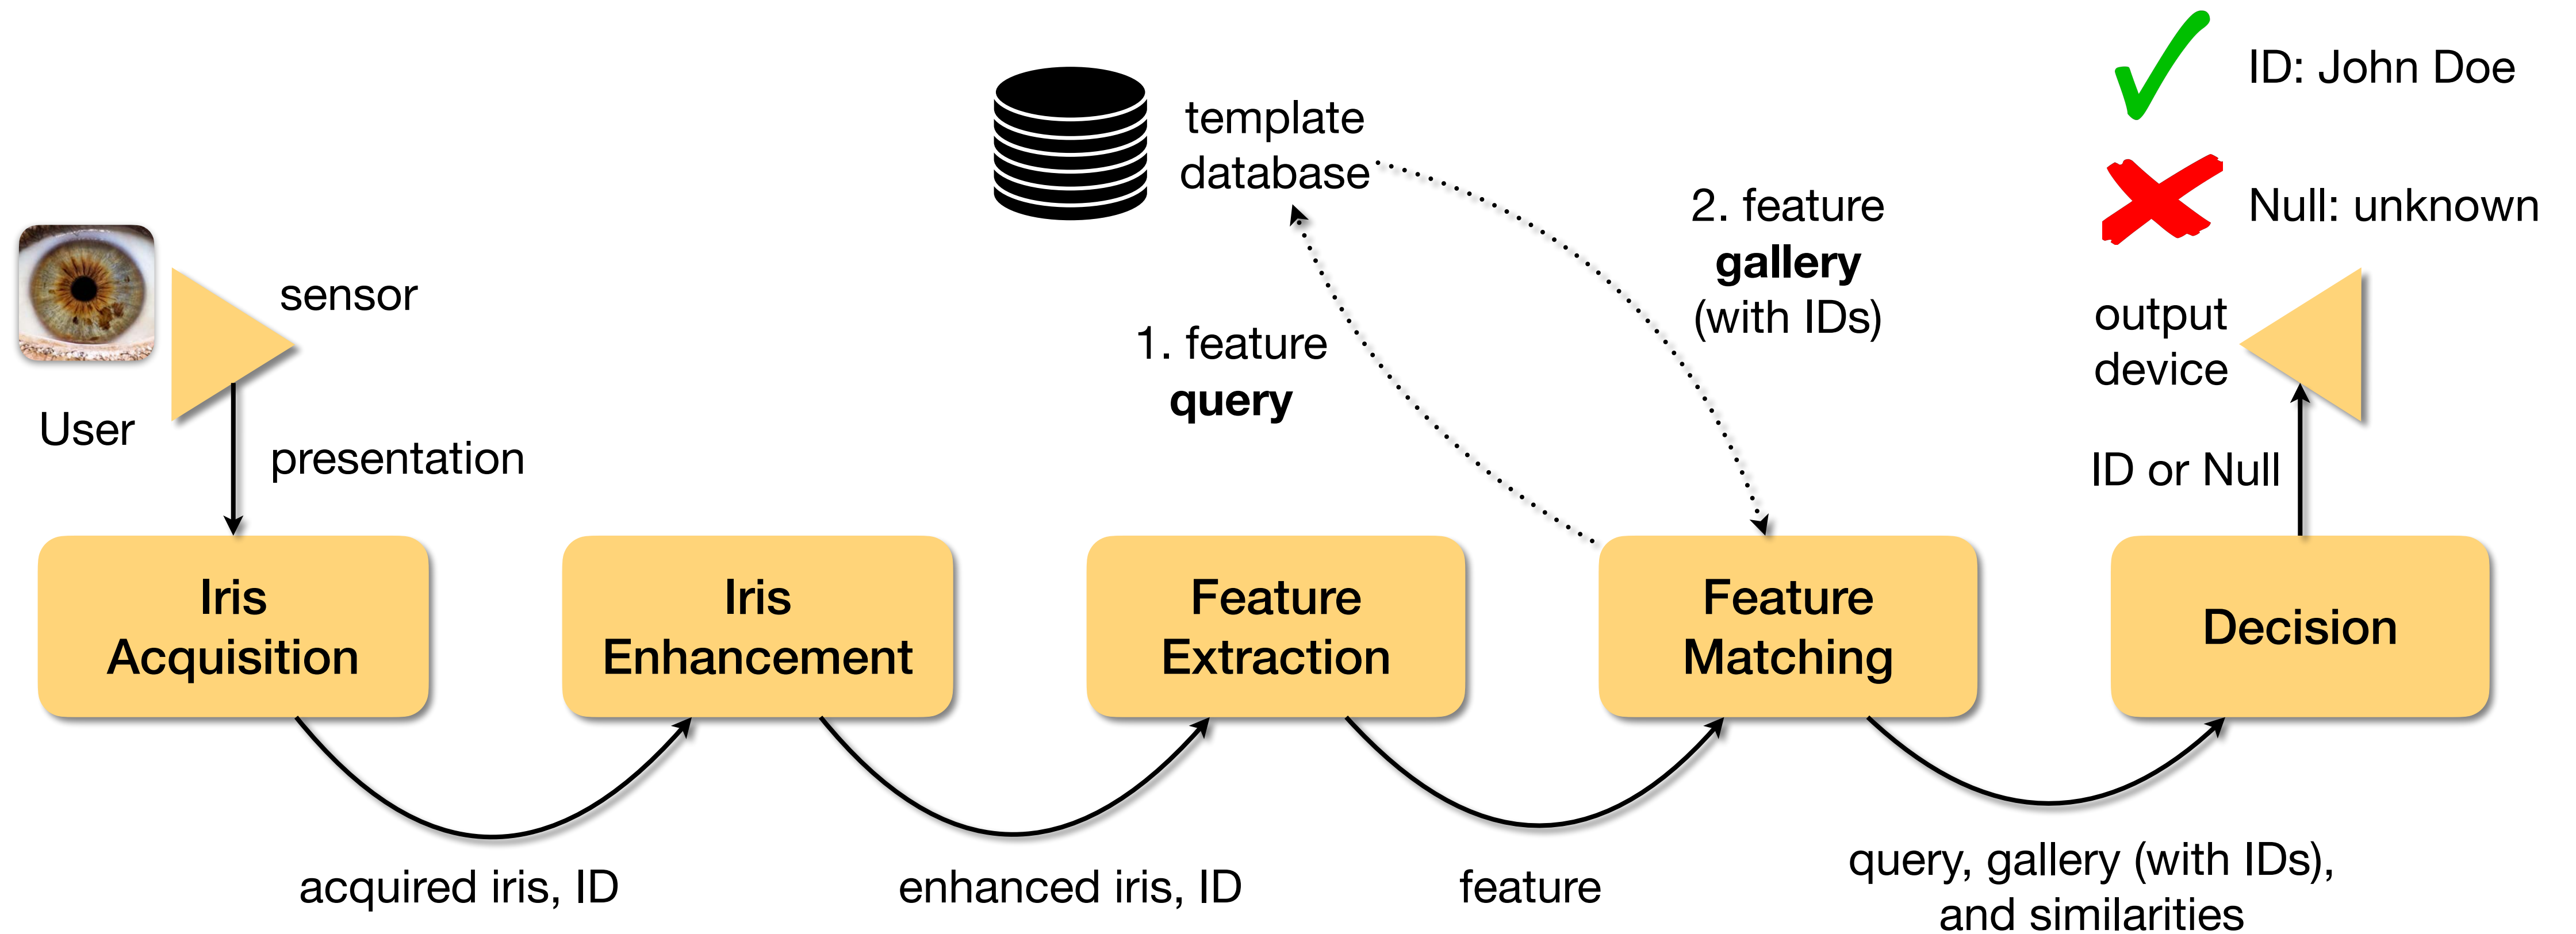 ID: John Doe
Null: unknown
template
database
2. feature
gallery
(with IDs)
1. feature
query
sensor
User
presentation
output
device
ID or Null
Iris
Acquisition
Iris
Enhancement
Feature
Extraction
Feature
Matching
Decision
acquired iris, ID
enhanced iris, ID
feature
query, gallery (with IDs),
and similarities